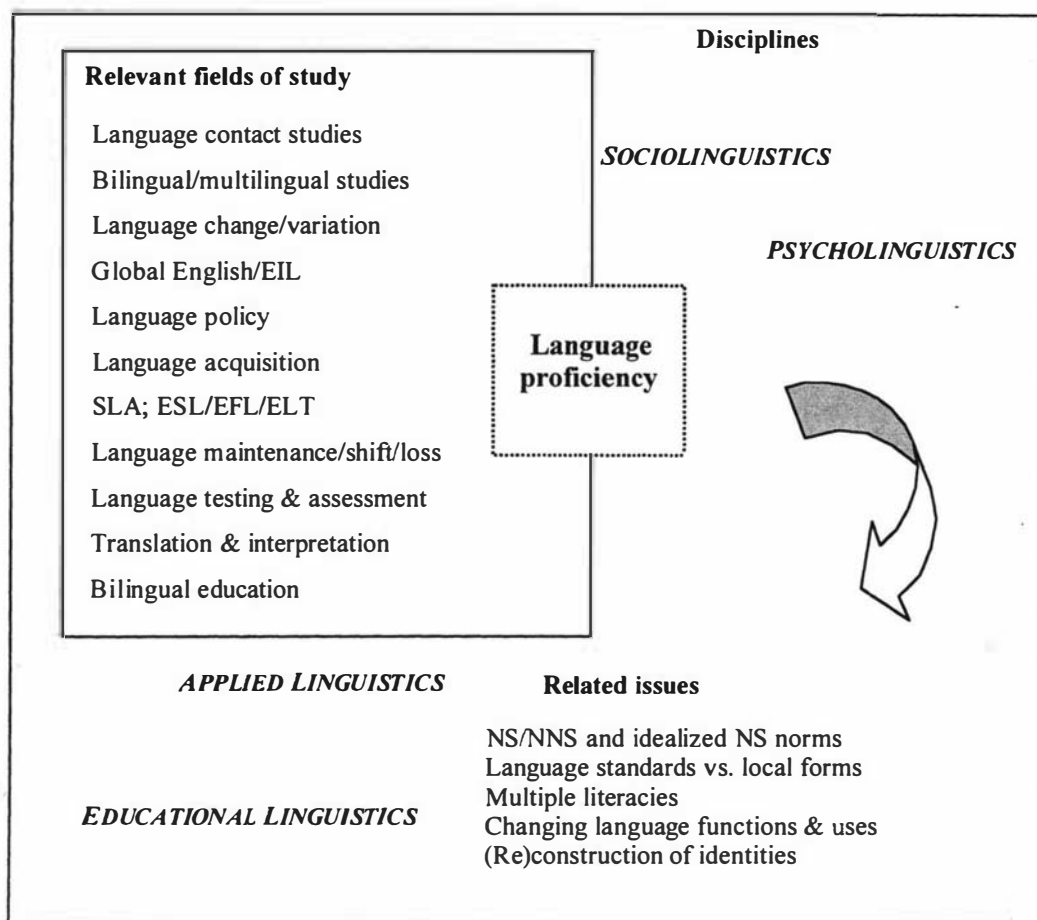 Disciplines
Relevant fields of study
Language contact studies
SOCIOLINGUISTICS
Bilingual/multilingual studies
Language change/variation
PSYCHOLINGUISTICS
Global English/EIL
Language policy
Language
proficiency
Language acquisition
SLA; ESL/EFL/ELT
Language maintenance/shift/loss
Language testing & assessment
Translation & interpretation
Bilingual education
APPLIED LINGUISTICS
Related issues
NS/NNS and idealized NS norms
Language standards vs. local forms
Multiple literacies
EDUCATIONAL LINGUISTICS
Changing language functions & uses
(Re)construction of identities